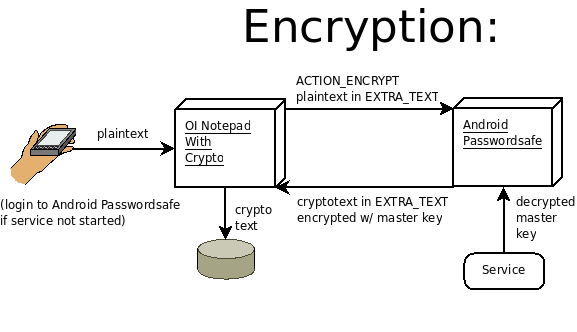 Encryption:
ACTION_ENCRYPT
plaintext in EXTRA_TEXT
plaintext
OI Notepad
With
Crypto
Android
Passwordsafe
(login to Android Passwordsafe
if service not started)
crypto
text
cryptotext in EXTRA_TEXT
encrypted w/ master key
decrypted
master
key
Service